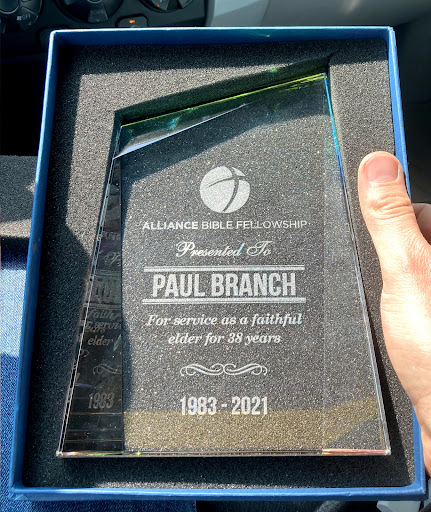 ALLIANCE BIBLE FELLOWSHIP
Presented To
PAUL BRANCH
For service as a faithful
elder for 38 years
1983 - 2021